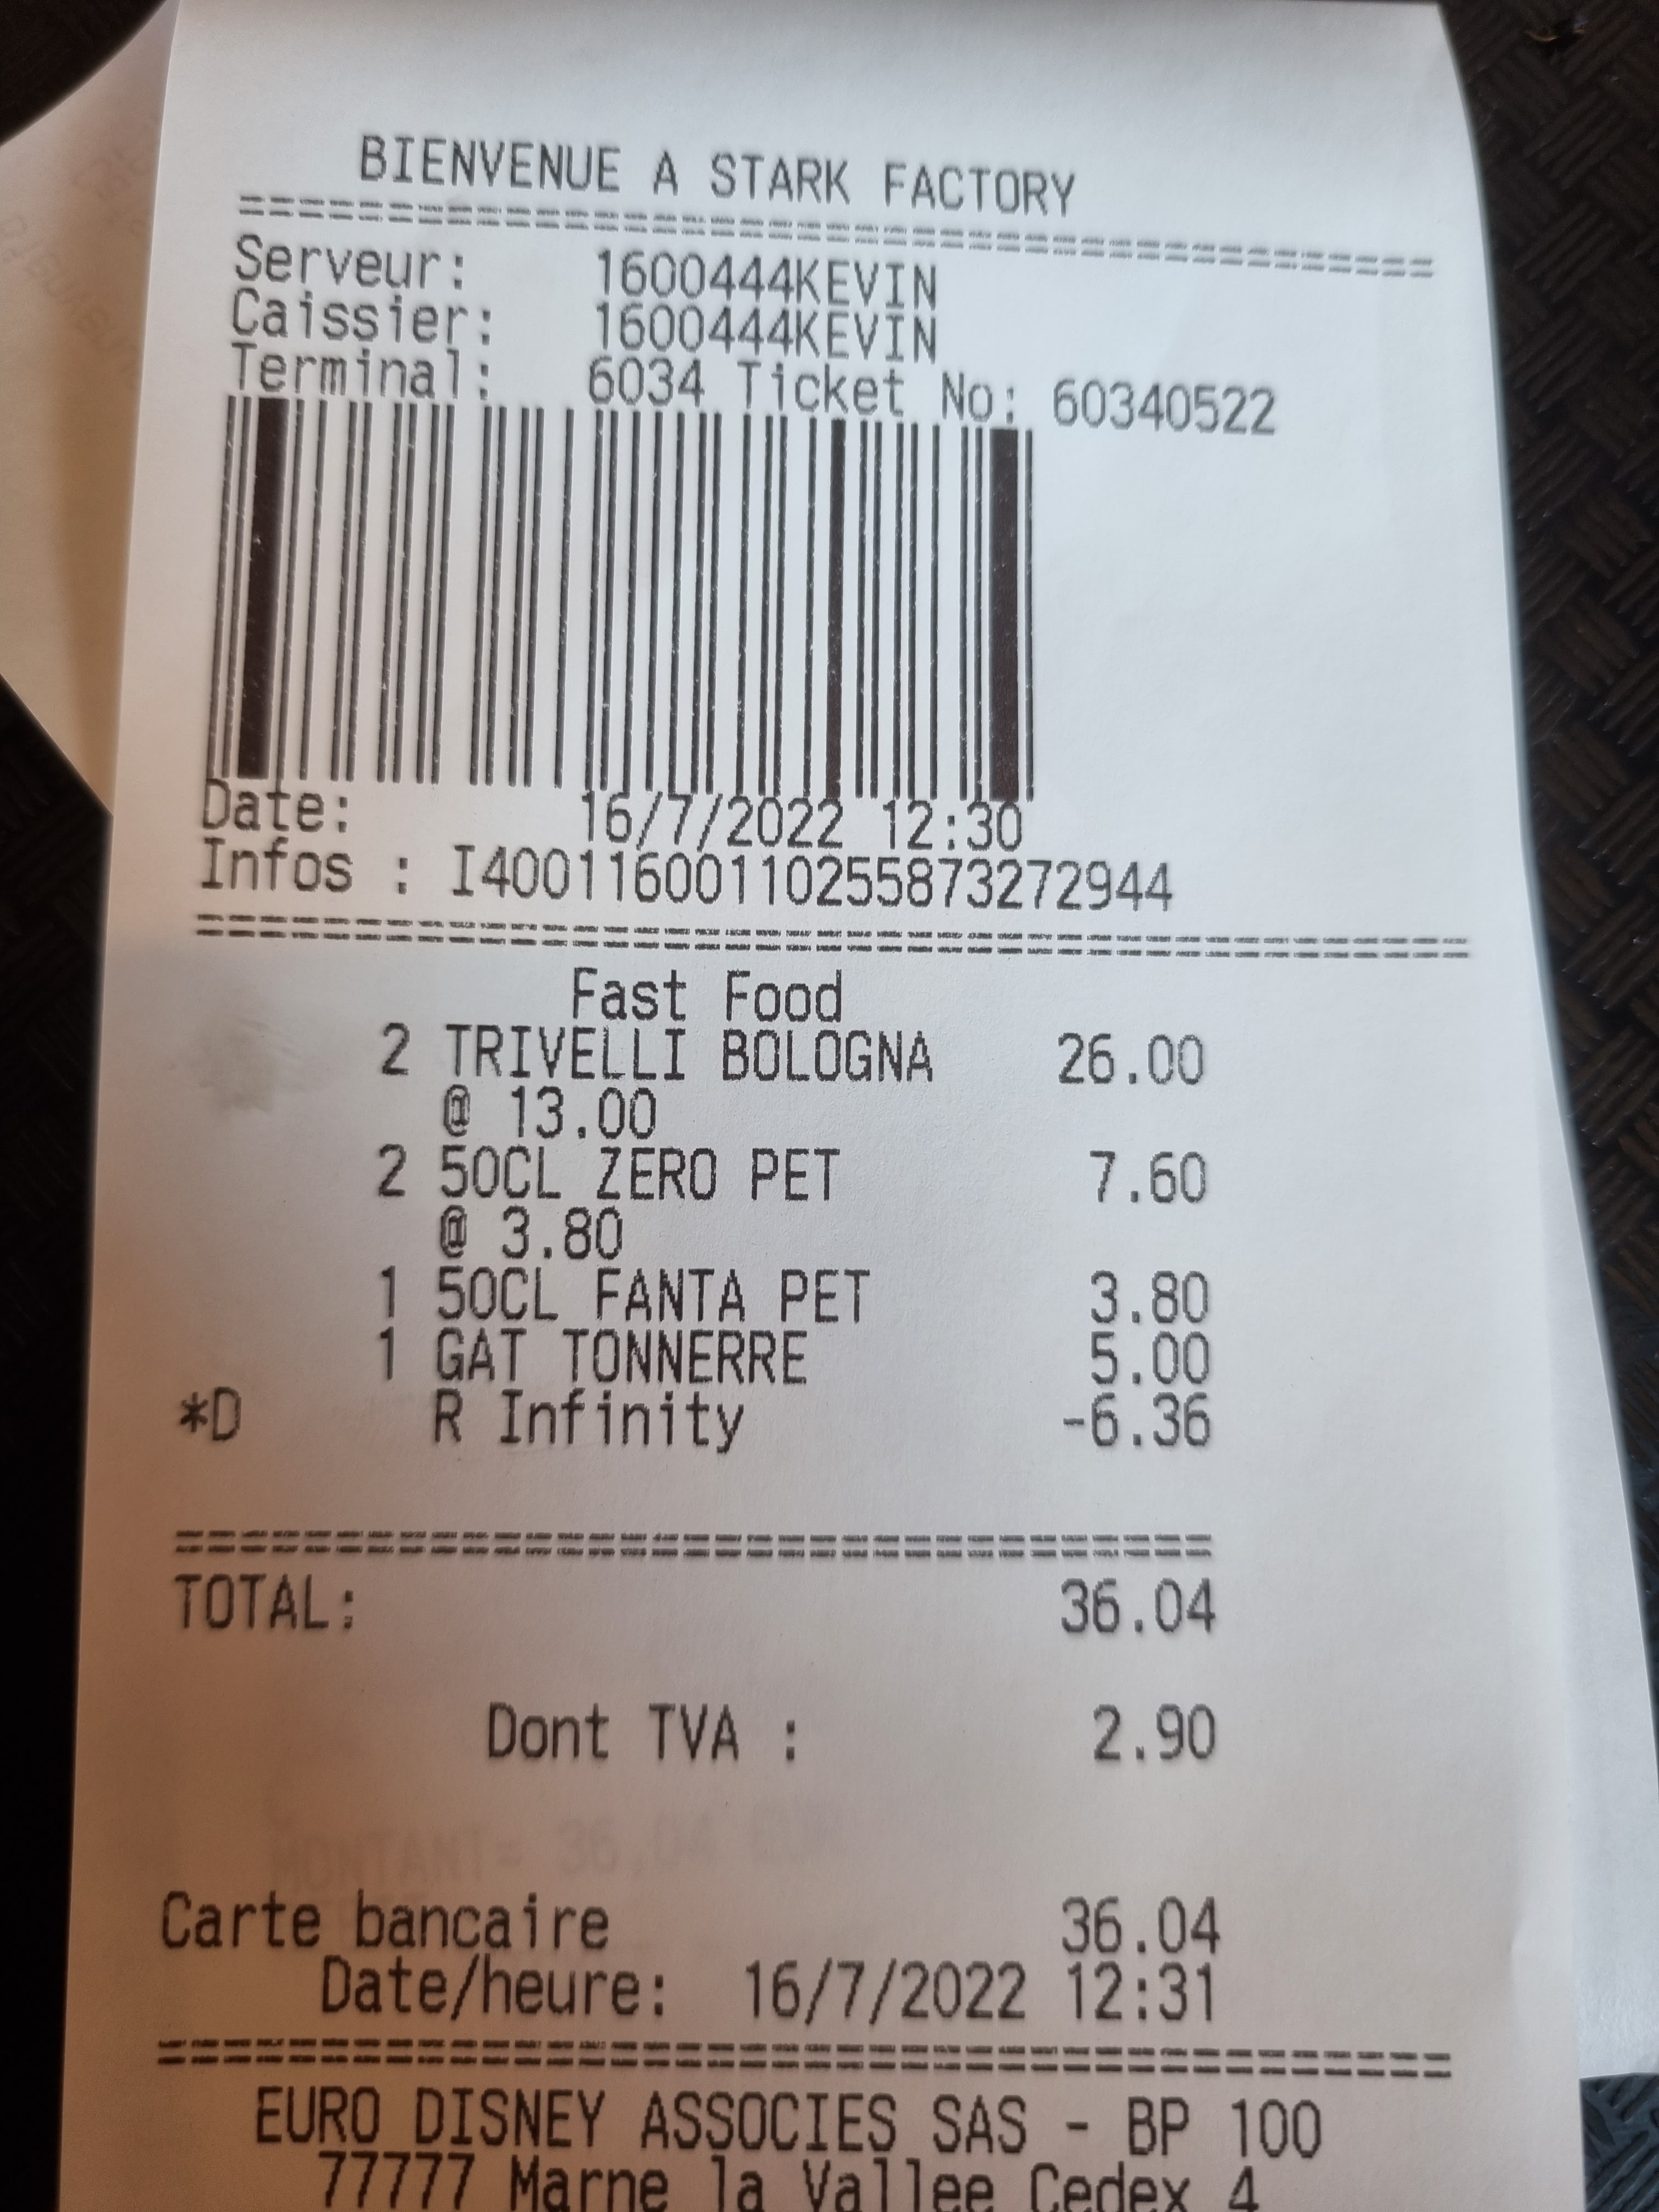 BIENVENUE A STARK FACTORY
Serveur: 1600444KEVIN
Caissier: 1600444KEVIN
Terminal: 6034 Ticket No: 60340522
Date: 16/7/2022 12:30
Infos : I40011600110255873272944
Fast Food
2 TRIVELLI BOLOGNA 26.00
@ 13.00
2 50CL ZERO PET 7.60
@ 3.80
1 50CL FANTA PET 3.80
1 GAT TONNERRE 5.00
*D R Infinity -6.36
TOTAL: 36.04
Dont TVA : 2.90
MONTANT= 36,04 EUR
Carte bancaire 36.04
Date/heure: 16/7/2022 12:31
EURO DISNEY ASSOCIES SAS - BP 100
77777 Marne la Vallee Cedex 4